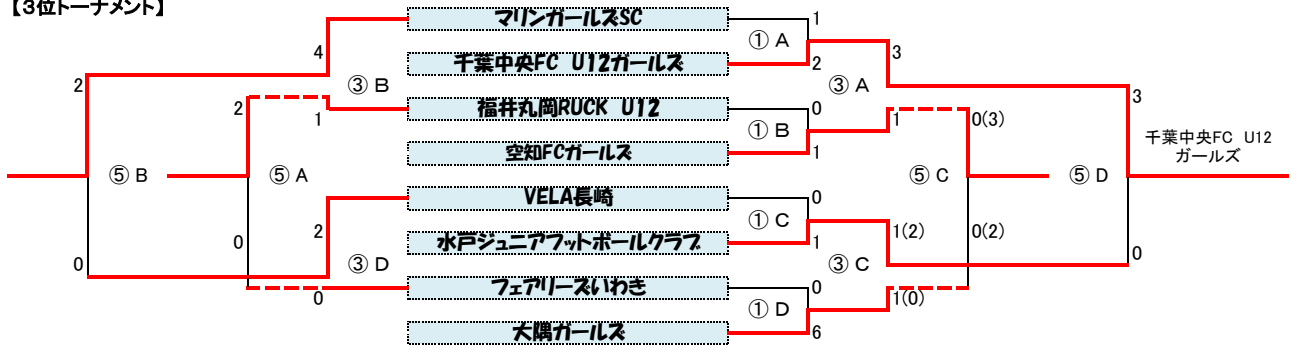 【3位トーナメント】
マリンガールズSC
1
① A
4
3
千葉中央FC U12ガールズ
2
2
③ B
③ A
3
2
1
福井丸岡RUCK U12
0
1
0(3)
① B
空知FCガールズ
1
千葉中央FC U12
ガールズ
⑤ B
⑤ A
⑤ C
⑤ D
VELA長崎
0
① C
0
2
水戸ジュニアフットボールクラブ
1
1(2)
0(2)
0
③ D
③ C
0
0
フェアリーズいわき
0
1(0)
① D
大隅ガールズ
6